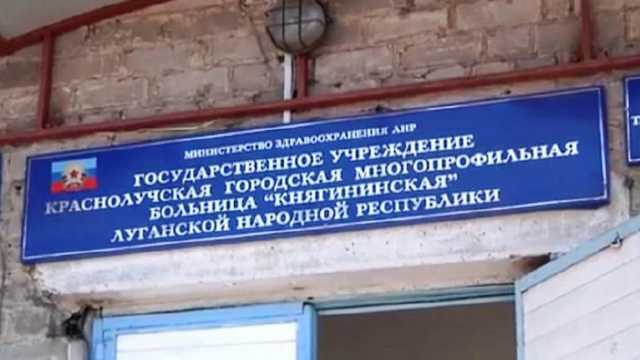 МИНИСТЕРСТВО ЗДРАВООХРАНЕНИЯ ЛНР
ГОСУДАРСТВЕННОЕ УЧРЕЖДЕНИЕ
КРАСНОЛУЧСКАЯ ГОРОДСКАЯ МНОГОПРОФИЛЬНАЯ
БОЛЬНИЦА "КНЯГИНИНСКАЯ"
ЛУГАНСКОЙ НАРОДНОЙ РЕСПУБЛИКИ